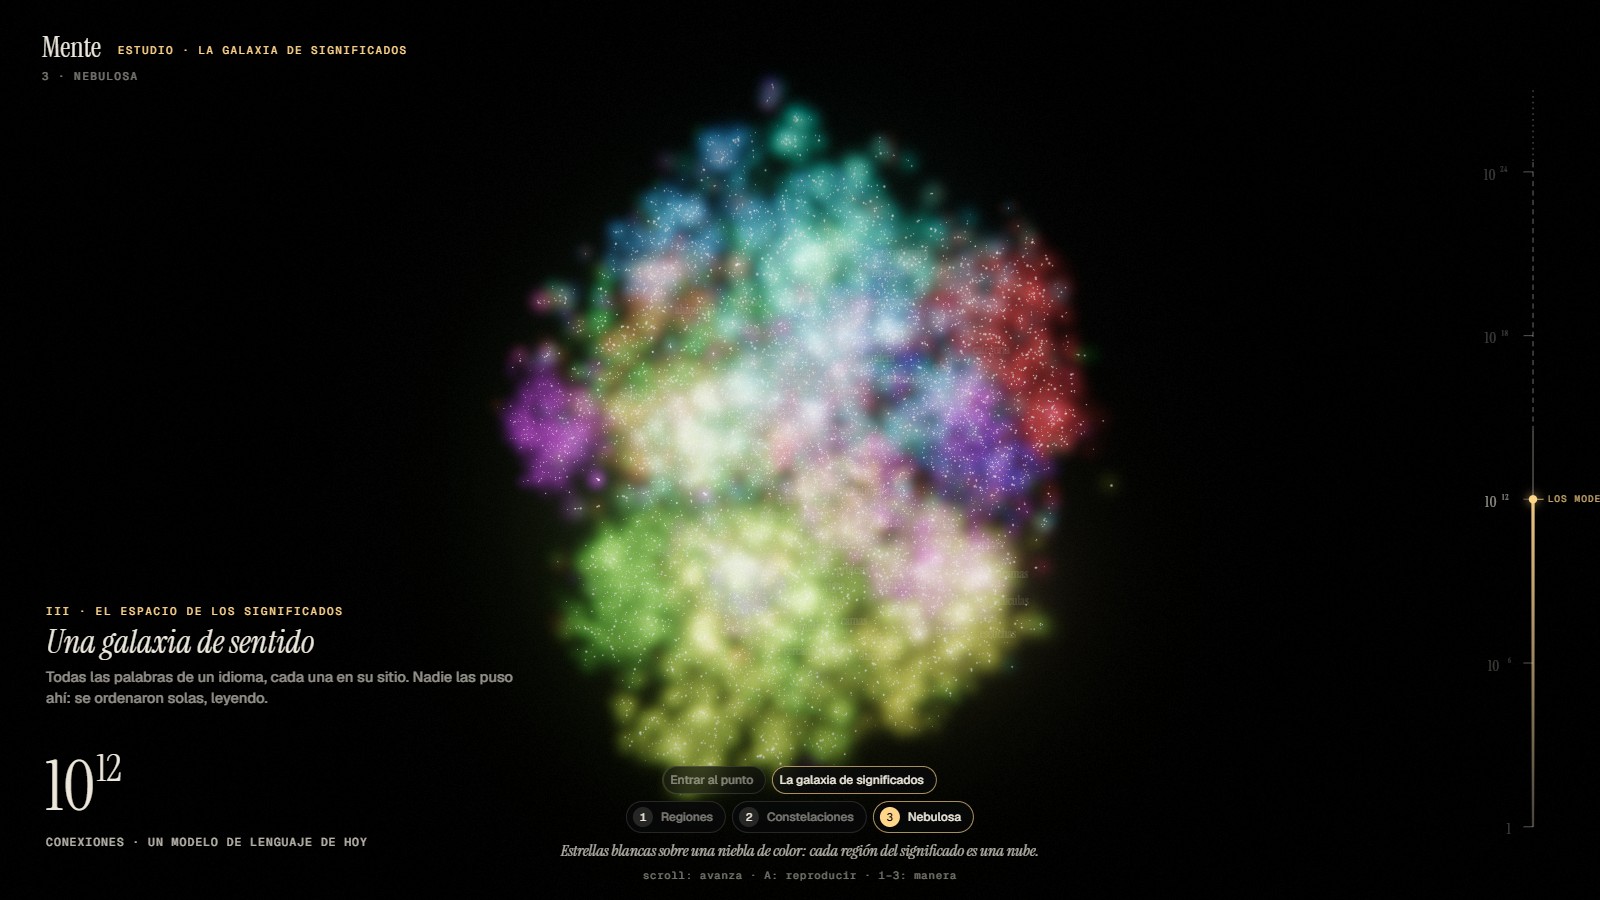 Mente ESTUDIO · LA GALAXIA DE SIGNIFICADOS
3 · NEBULOSA
10 24
10 18
10 12 LOS MODE
10 6
1
III · EL ESPACIO DE LOS SIGNIFICADOS
Una galaxia de sentido
Todas las palabras de un idioma, cada una en su sitio. Nadie las puso
ahí: se ordenaron solas, leyendo.
10 12
CONEXIONES · UN MODELO DE LENGUAJE DE HOY
Entrar al punto La galaxia de significados
1 Regiones 2 Constelaciones 3 Nebulosa
Estrellas blancas sobre una niebla de color: cada región del significado es una nube.
scroll: avanza · A: reproducir · 1–3: manera